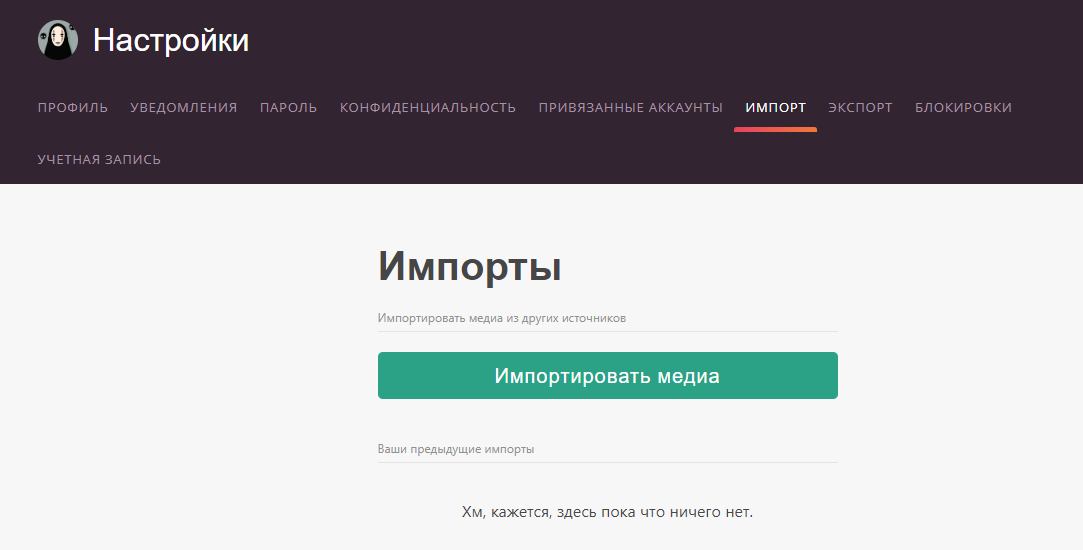 Настройки
ПРОФИЛЬ УВЕДОМЛЕНИЯ ПАРОЛЬ КОНФИДЕНЦИАЛЬНОСТЬ ПРИВЯЗАННЫЕ АККАУНТЫ ИМПОРТ ЭКСПОРТ БЛОКИРОВКИ
УЧЕТНАЯ ЗАПИСЬ
Импорты
Импортировать медиа из других источников
Импортировать медиа
Ваши предыдущие импорты
Хм, кажется, здесь пока что ничего нет.